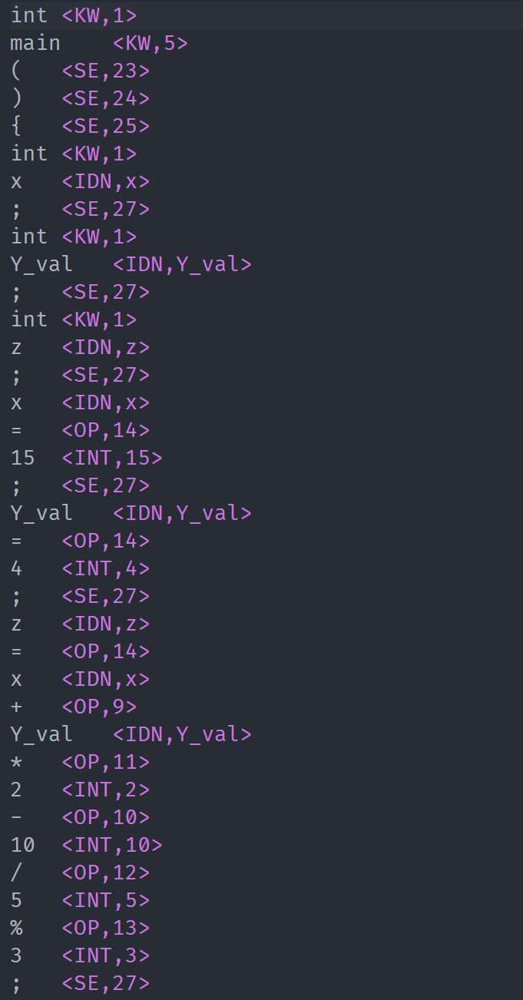 int <KW,1>
main <KW,5>
( <SE,23>
) <SE,24>
{ <SE,25>
int <KW,1>
x <IDN,x>
; <SE,27>
int <KW,1>
Y_val <IDN,Y_val>
; <SE,27>
int <KW,1>
z <IDN,z>
; <SE,27>
x <IDN,x>
= <OP,14>
15 <INT,15>
; <SE,27>
Y_val <IDN,Y_val>
= <OP,14>
4 <INT,4>
; <SE,27>
z <IDN,z>
= <OP,14>
x <IDN,x>
+ <OP,9>
Y_val <IDN,Y_val>
* <OP,11>
2 <INT,2>
- <OP,10>
10 <INT,10>
/ <OP,12>
5 <INT,5>
% <OP,13>
3 <INT,3>
; <SE,27>